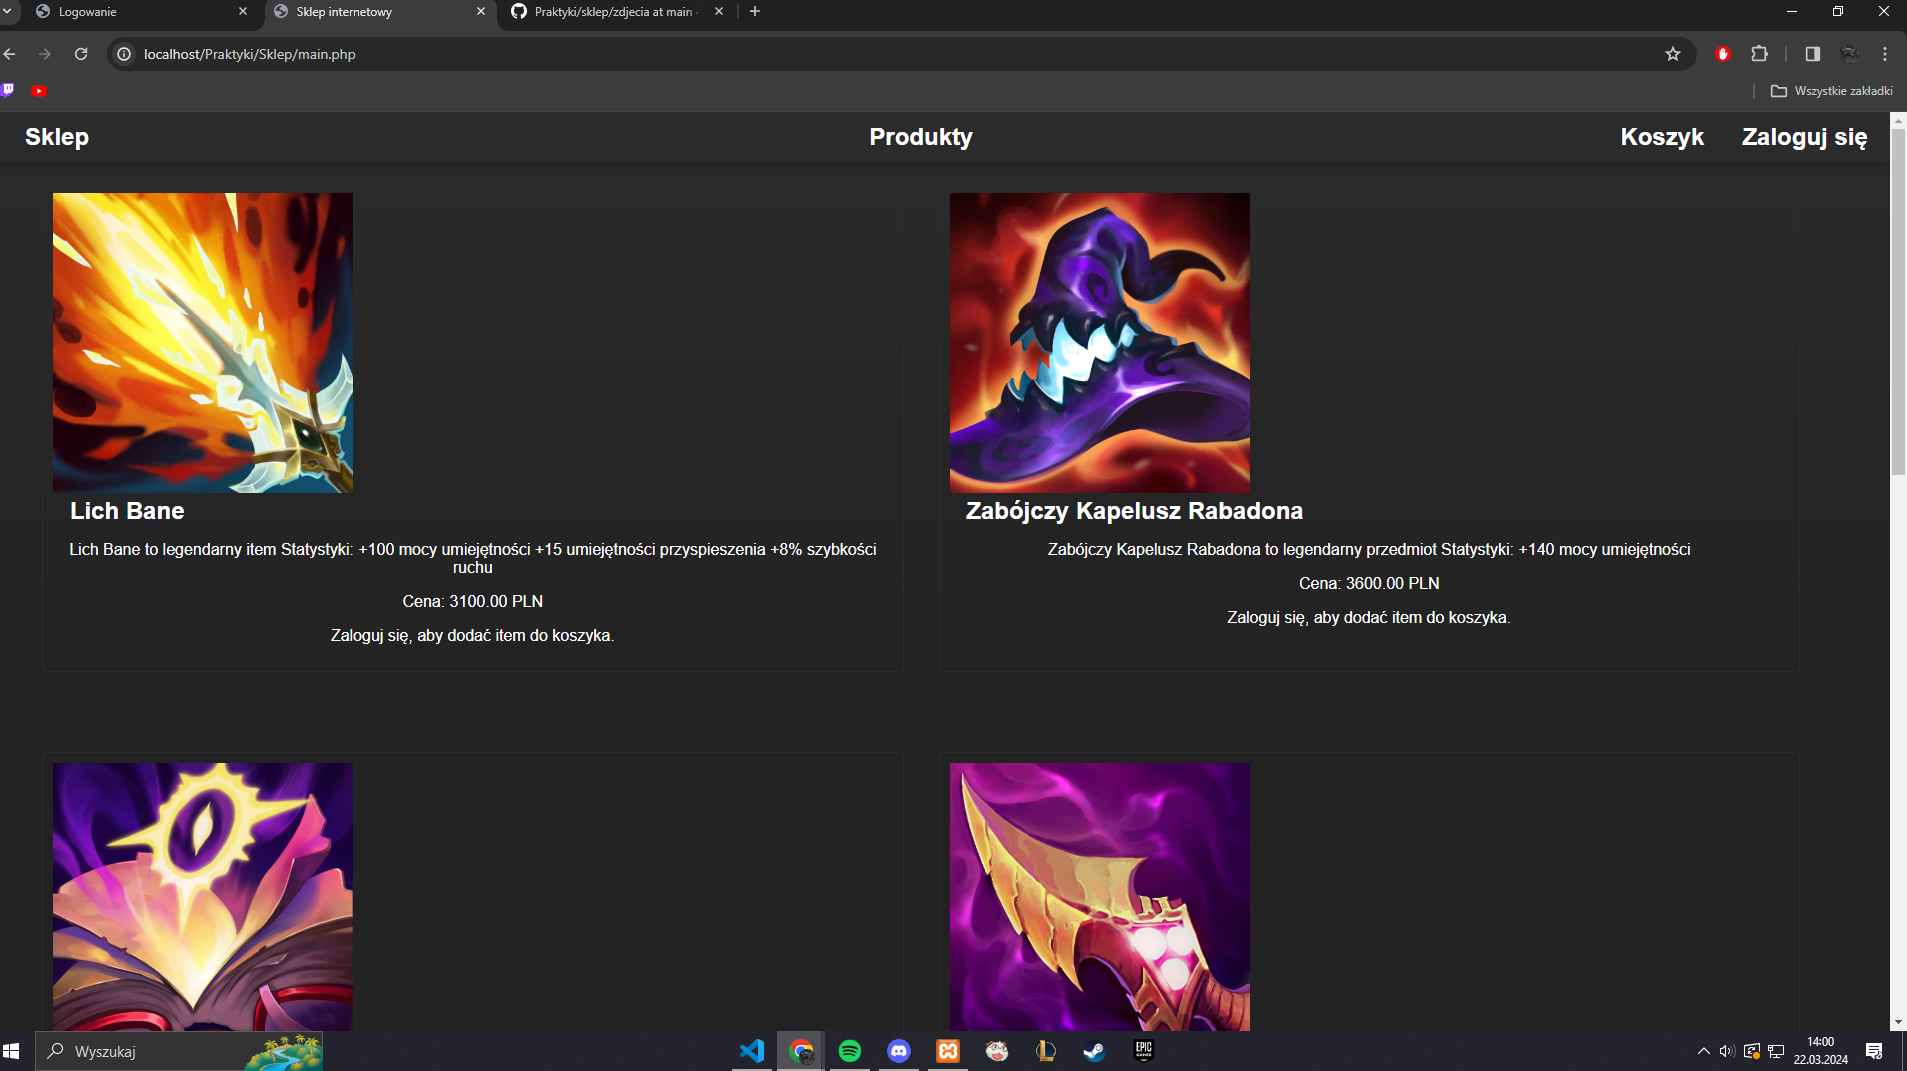 Logowanie
Sklep internetowy
Praktyki/sklep/zdjecia at main
localhost/Praktyki/Sklep/main.php
Wszystkie zakładki
Sklep
Produkty
Koszyk
Zaloguj się
Lich Bane
Lich Bane to legendarny item Statystyki: +100 mocy umiejętności +15 umiejętności przyspieszenia +8% szybkości
ruchu
Cena: 3100.00 PLN
Zaloguj się, aby dodać item do koszyka.
Zabójczy Kapelusz Rabadona
Zabójczy Kapelusz Rabadona to legendarny przedmiot Statystyki: +140 mocy umiejętności
Cena: 3600.00 PLN
Zaloguj się, aby dodać item do koszyka.
Wyszukaj
EPIC
GAMES
14:00
22.03.2024